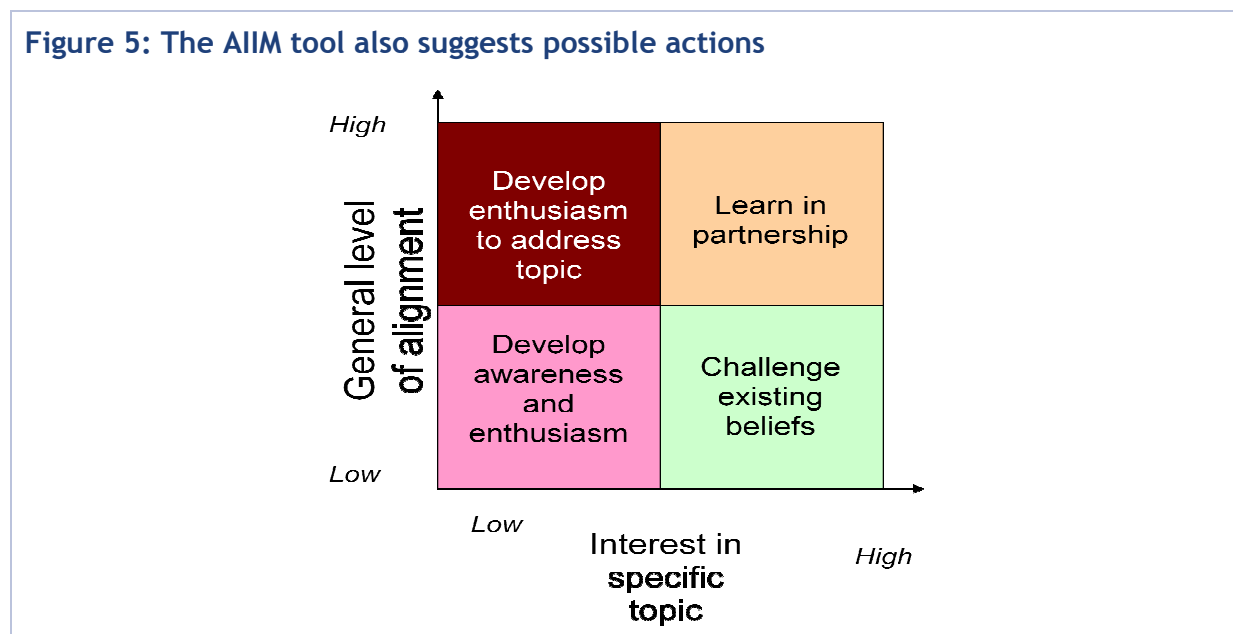 Figure 5: The AIIM tool also suggests possible actions
High
General level
of alignment
Low
Develop
enthusiasm
to address
topic
Learn in
partnership
Develop
awareness
and
enthusiasm
Challenge
existing
beliefs
Low
Interest in
specific
topic
High